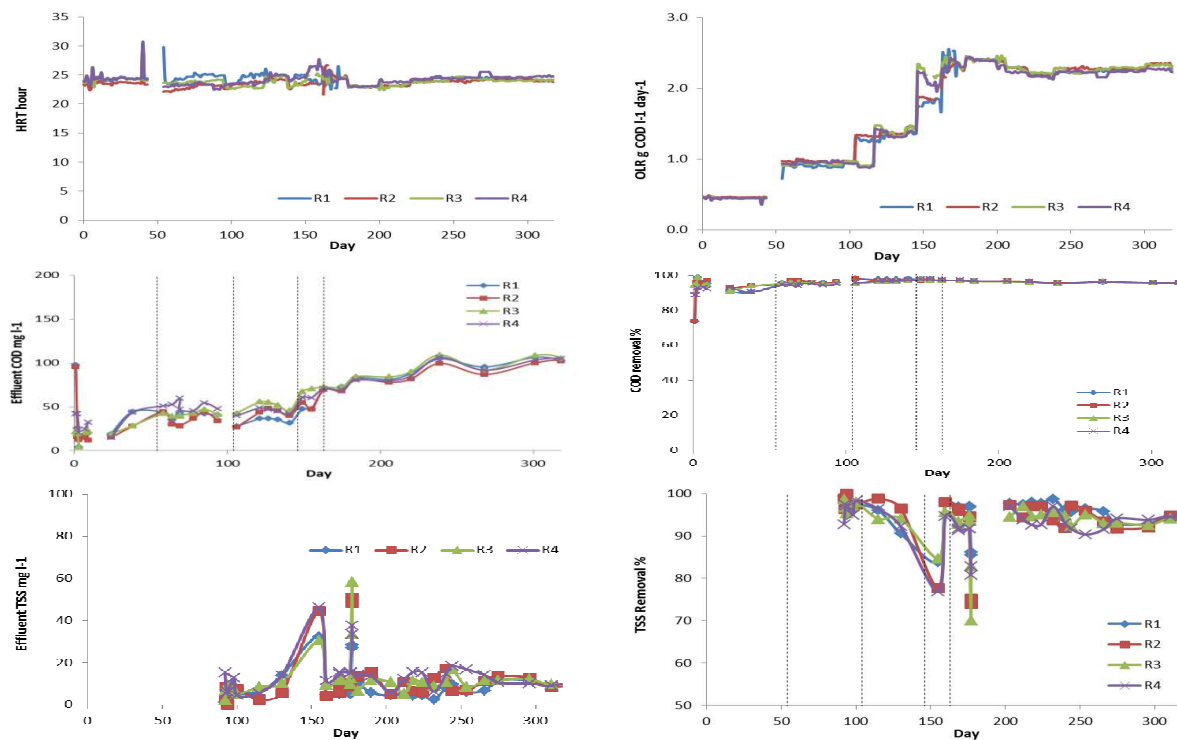 35
30
25
20
15
10
5
0
HRT hour
R1 R2 R3 R4
0 50 100 150 200 250 300
Day
3.0
2.0
1.0
0.0
OLR g COD l-1 day-1
R1 R2 R3 R4
0 50 100 150 200 250 300
Day
200
150
100
50
0
Effluent COD mg l-1
R1
R2
R3
R4
0 100 200 300
Day
100
80
60
40
20
0
COD removal %
R1
R2
R3
R4
0 100 200 300
Day
100
80
60
40
20
0
Effluent TSS mg l-1
R1 R2 R3 R4
0 50 100 150 200 250 300
Day
100
90
80
70
60
50
TSS Removal %
R1
R2
R3
R4
0 50 100 150 200 250 300
Day